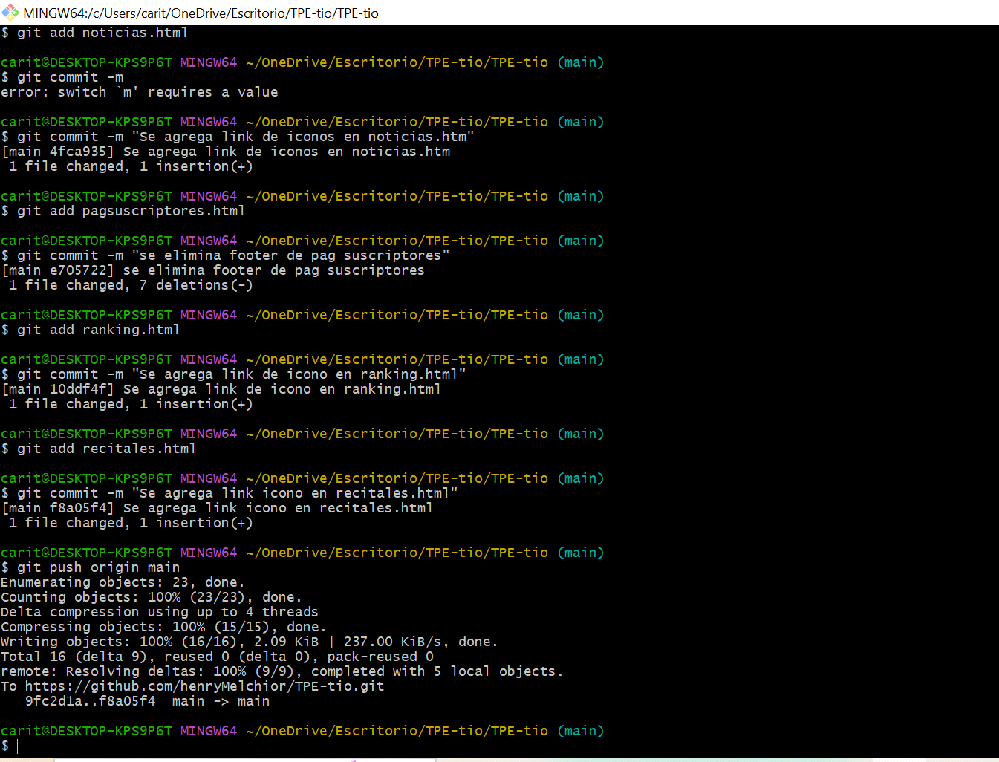 MINGW64:/c/Users/carit/OneDrive/Escritorio/TPE-tio/TPE-tio
$ git add noticias.html
carit@DESKTOP-KPS9P6T MINGW64 ~/OneDrive/Escritorio/TPE-tio/TPE-tio (main)
$ git commit -m
error: switch `m' requires a value
carit@DESKTOP-KPS9P6T MINGW64 ~/OneDrive/Escritorio/TPE-tio/TPE-tio (main)
$ git commit -m "Se agrega link de iconos en noticias.htm"
[main 4fca935] Se agrega link de iconos en noticias.htm
 1 file changed, 1 insertion(+)
carit@DESKTOP-KPS9P6T MINGW64 ~/OneDrive/Escritorio/TPE-tio/TPE-tio (main)
$ git add pagsuscriptores.html
carit@DESKTOP-KPS9P6T MINGW64 ~/OneDrive/Escritorio/TPE-tio/TPE-tio (main)
$ git commit -m "se elimina footer de pag suscriptores"
[main e705722] se elimina footer de pag suscriptores
 1 file changed, 7 deletions(-)
carit@DESKTOP-KPS9P6T MINGW64 ~/OneDrive/Escritorio/TPE-tio/TPE-tio (main)
$ git add ranking.html
carit@DESKTOP-KPS9P6T MINGW64 ~/OneDrive/Escritorio/TPE-tio/TPE-tio (main)
$ git commit -m "Se agrega link de icono en ranking.html"
[main 10ddf4f] Se agrega link de icono en ranking.html
 1 file changed, 1 insertion(+)
carit@DESKTOP-KPS9P6T MINGW64 ~/OneDrive/Escritorio/TPE-tio/TPE-tio (main)
$ git add recitales.html
carit@DESKTOP-KPS9P6T MINGW64 ~/OneDrive/Escritorio/TPE-tio/TPE-tio (main)
$ git commit -m "Se agrega link icono en recitales.html"
[main f8a05f4] Se agrega link icono en recitales.html
 1 file changed, 1 insertion(+)
carit@DESKTOP-KPS9P6T MINGW64 ~/OneDrive/Escritorio/TPE-tio/TPE-tio (main)
$ git push origin main
Enumerating objects: 23, done.
Counting objects: 100% (23/23), done.
Delta compression using up to 4 threads
Compressing objects: 100% (15/15), done.
Writing objects: 100% (16/16), 2.09 KiB | 237.00 KiB/s, done.
Total 16 (delta 9), reused 0 (delta 0), pack-reused 0
remote: Resolving deltas: 100% (9/9), completed with 5 local objects.
To https://github.com/henryMelchior/TPE-tio.git
   9fc2d1a..f8a05f4  main -> main
carit@DESKTOP-KPS9P6T MINGW64 ~/OneDrive/Escritorio/TPE-tio/TPE-tio (main)
$